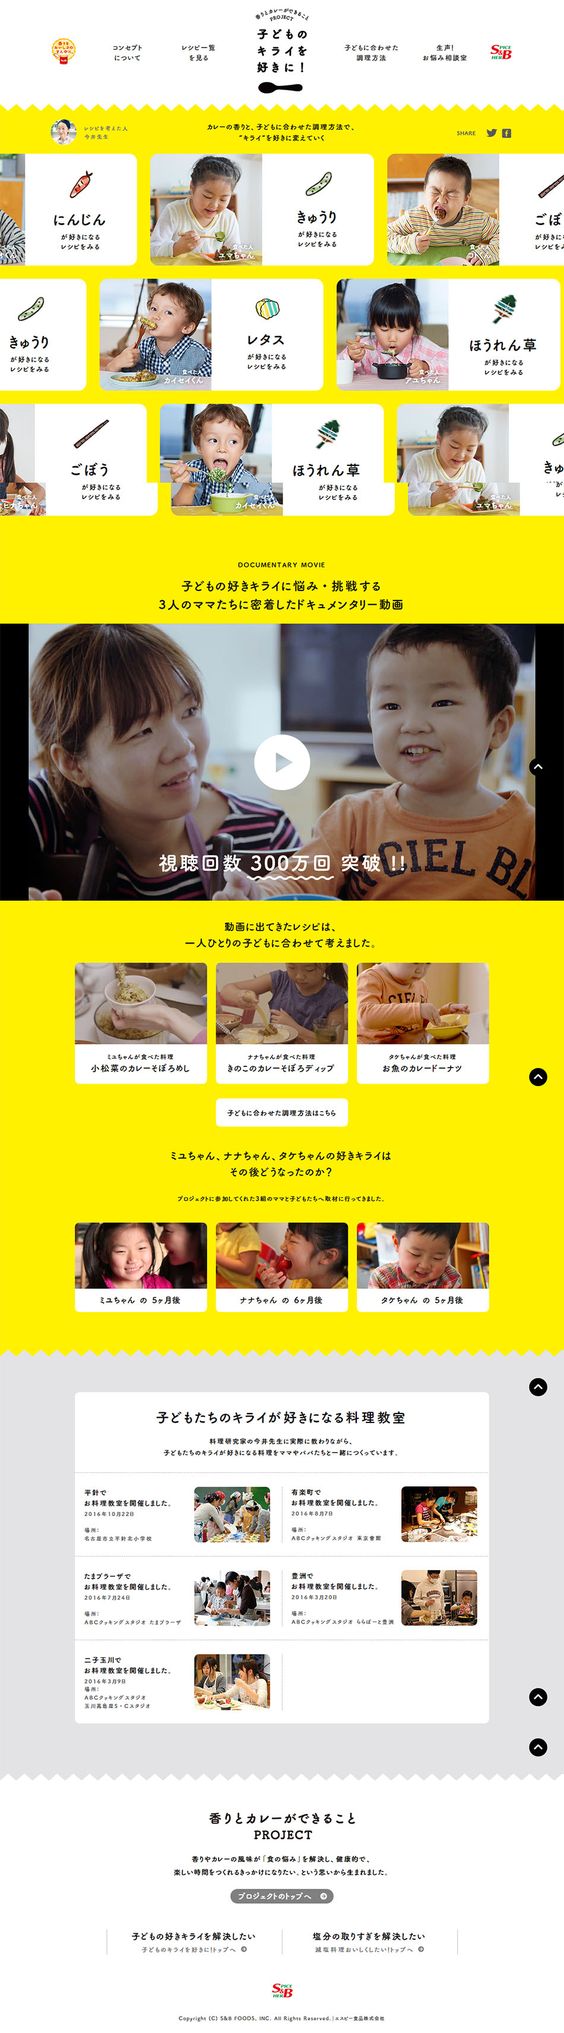 コンセプト
について
レシピ一覧
を見る
香りとカレーができること
PROJECT
子どもの
キライを
好きに！
子どもに合わせた
調理方法
生声！
お悩み相談室
S&B
SPICE
HERB
レシピを考えた人
今井先生
カレーの香りと、子どもに合わせた調理方法で、
“キライ”を好きに変えていく
SHARE
にんじん
が好きになる
レシピをみる
食べた人
ユマちゃん
きゅうり
が好きになる
レシピをみる
食べた人
ごぼ
が好き
レシピ
きゅうり
が好きになる
レシピをみる
食べた人
カイセイくん
レタス
が好きになる
レシピをみる
食べた人
アユちゃん
ほうれん草
が好きになる
レシピをみる
ごぼう
が好きになる
レシピをみる
食べた人
カイセイくん
ほうれん草
が好きになる
レシピをみる
食べた人
ユマちゃん
きゅ
DOCUMENTARY MOVIE
子どもの好きキライに悩み・挑戦する
3人のママたちに密着したドキュメンタリー動画
視聴回数 300万回 突破 !!
動画に出てきたレシピは、
一人ひとりの子どもに合わせて考えました。
ミユちゃんが食べた料理
小松菜のカレーそぼろめし
ナナちゃんが食べた料理
きのこのカレーそぼろディップ
タケちゃんが食べた料理
お魚のカレードーナツ
子どもに合わせた調理方法はこちら
ミユちゃん、ナナちゃん、タケちゃんの好きキライは
その後どうなったのか？
プロジェクトに参加してくれた3組のママと子どもたちへ取材に行ってきました。
ミユちゃん の 5ヶ月後
ナナちゃん の 6ヶ月後
タケちゃん の 5ヶ月後
子どもたちのキライが好きになる料理教室
料理研究家の今井先生に実際に教わりながら、
子どもたちのキライが好きになる料理をママやパパたちと一緒につくっています。
平針で
お料理教室を開催しました。
2016年10月22日
場所：
名古屋市立平針北小学校
有楽町で
お料理教室を開催しました。
2016年8月7日
場所：
ABCクッキングスタジオ 東京會館
たまプラーザで
お料理教室を開催しました。
2016年7月24日
場所：
ABCクッキングスタジオ たまプラーザ
豊洲で
お料理教室を開催しました。
2016年3月20日
場所：
ABCクッキングスタジオ ららぽーと豊洲
二子玉川で
お料理教室を開催しました。
2016年3月9日
場所：
ABCクッキングスタジオ
玉川髙島屋S・Cスタジオ
香りとカレーができること
PROJECT
香りやカレーの風味が「食の悩み」を解決し、健康的で、
楽しい時間をつくれるきっかけになりたい。という思いから生まれました。
プロジェクトのトップへ
子どもの好きキライを解決したい
子どものキライを好きに!トップへ
塩分の取りすぎを解決したい
減塩料理おいしくしたい!トップへ
S&B
SPICE
HERB
Copyright (C) S&B FOODS, INC. All Rights Reserved. | エスビー食品株式会社